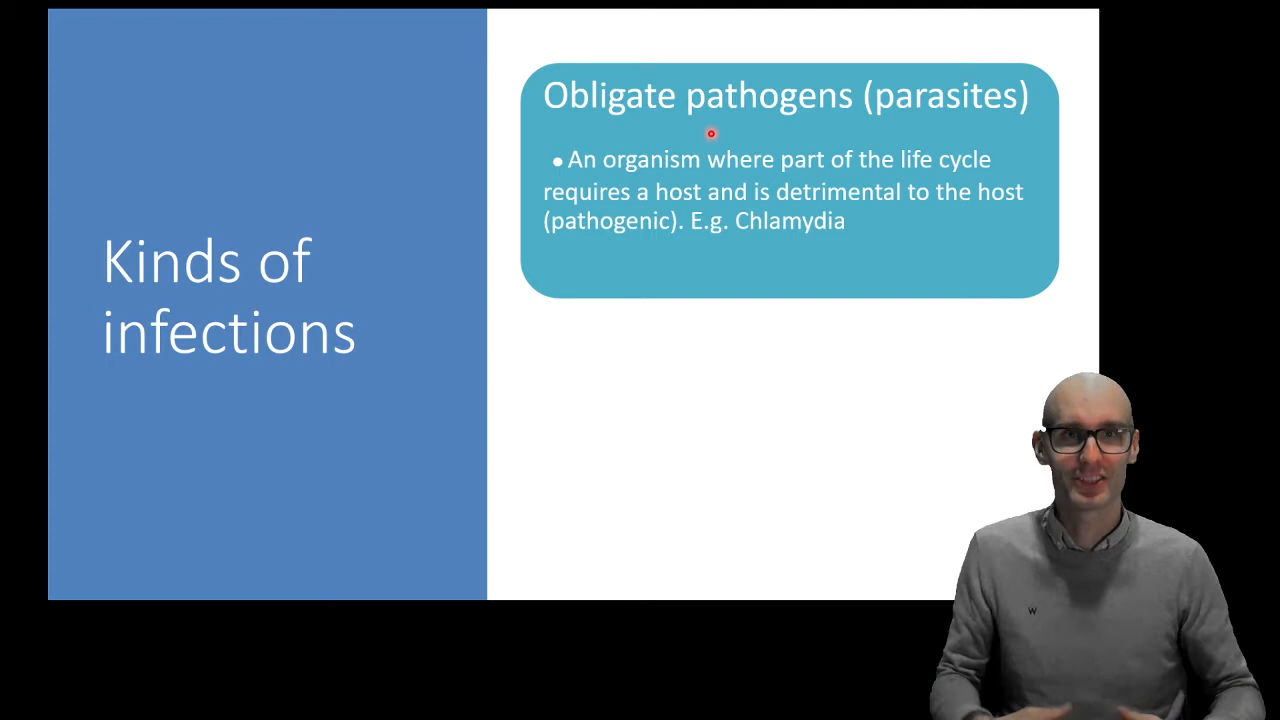 Kinds of
infections
Obligate pathogens (parasites)
• An organism where part of the life cycle
requires a host and is detrimental to the host
(pathogenic). E.g. Chlamydia
W